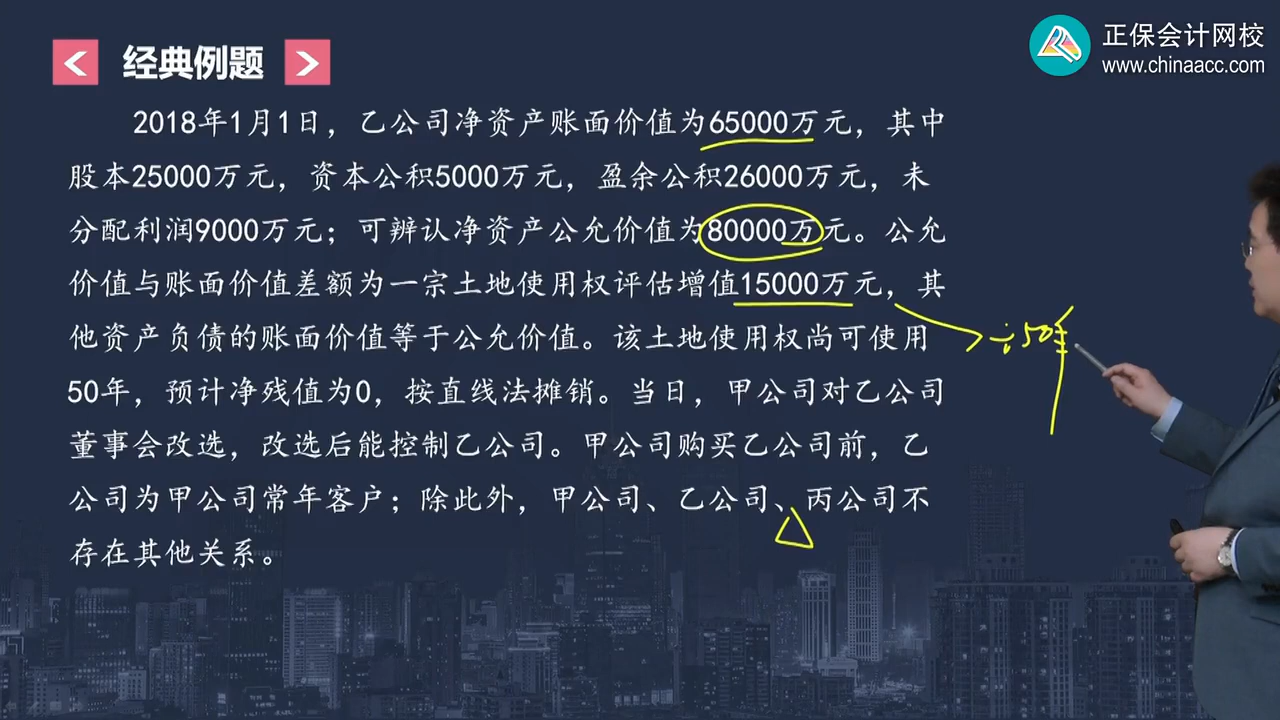 正保会计网校
www.chinaacc.com
经典例题
2018年1月1日，乙公司净资产账面价值为65000万元，其中
股本25000万元，资本公积5000万元，盈余公积26000万元，未
分配利润9000万元；可辨认净资产公允价值为80000万元。公允
价值与账面价值差额为一宗土地使用权评估增值15000万元，其
他资产负债的账面价值等于公允价值。该土地使用权尚可使用
÷50年
50年，预计净残值为0，按直线法摊销。当日，甲公司对乙公司
董事会改选，改选后能控制乙公司。甲公司购买乙公司前，乙
公司为甲公司常年客户；除此外，甲公司、乙公司、丙公司不
存在其他关系。